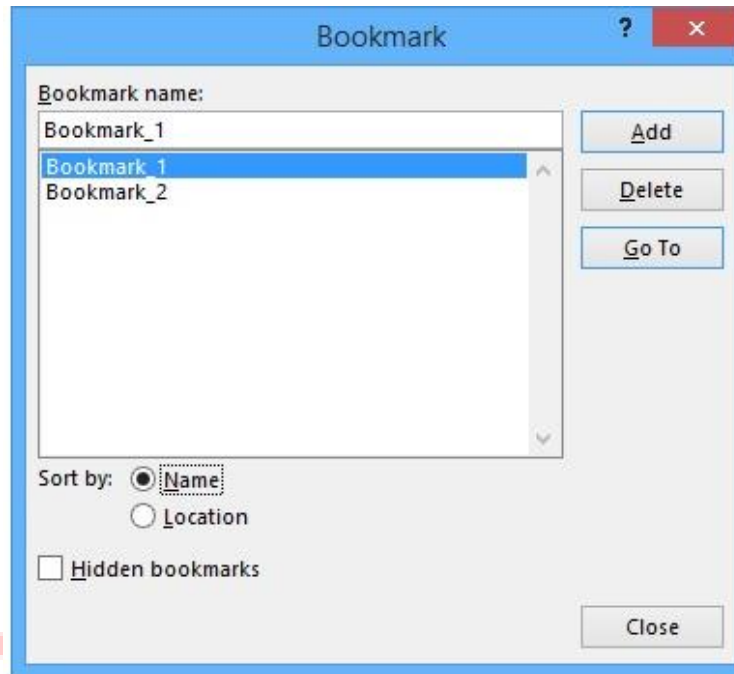 Bookmark
?
Bookmark name:
Bookmark_1
Add
Bookmark_1
Bookmark_2
Delete
Go To
Sort by: Name
Location
Hidden bookmarks
Close